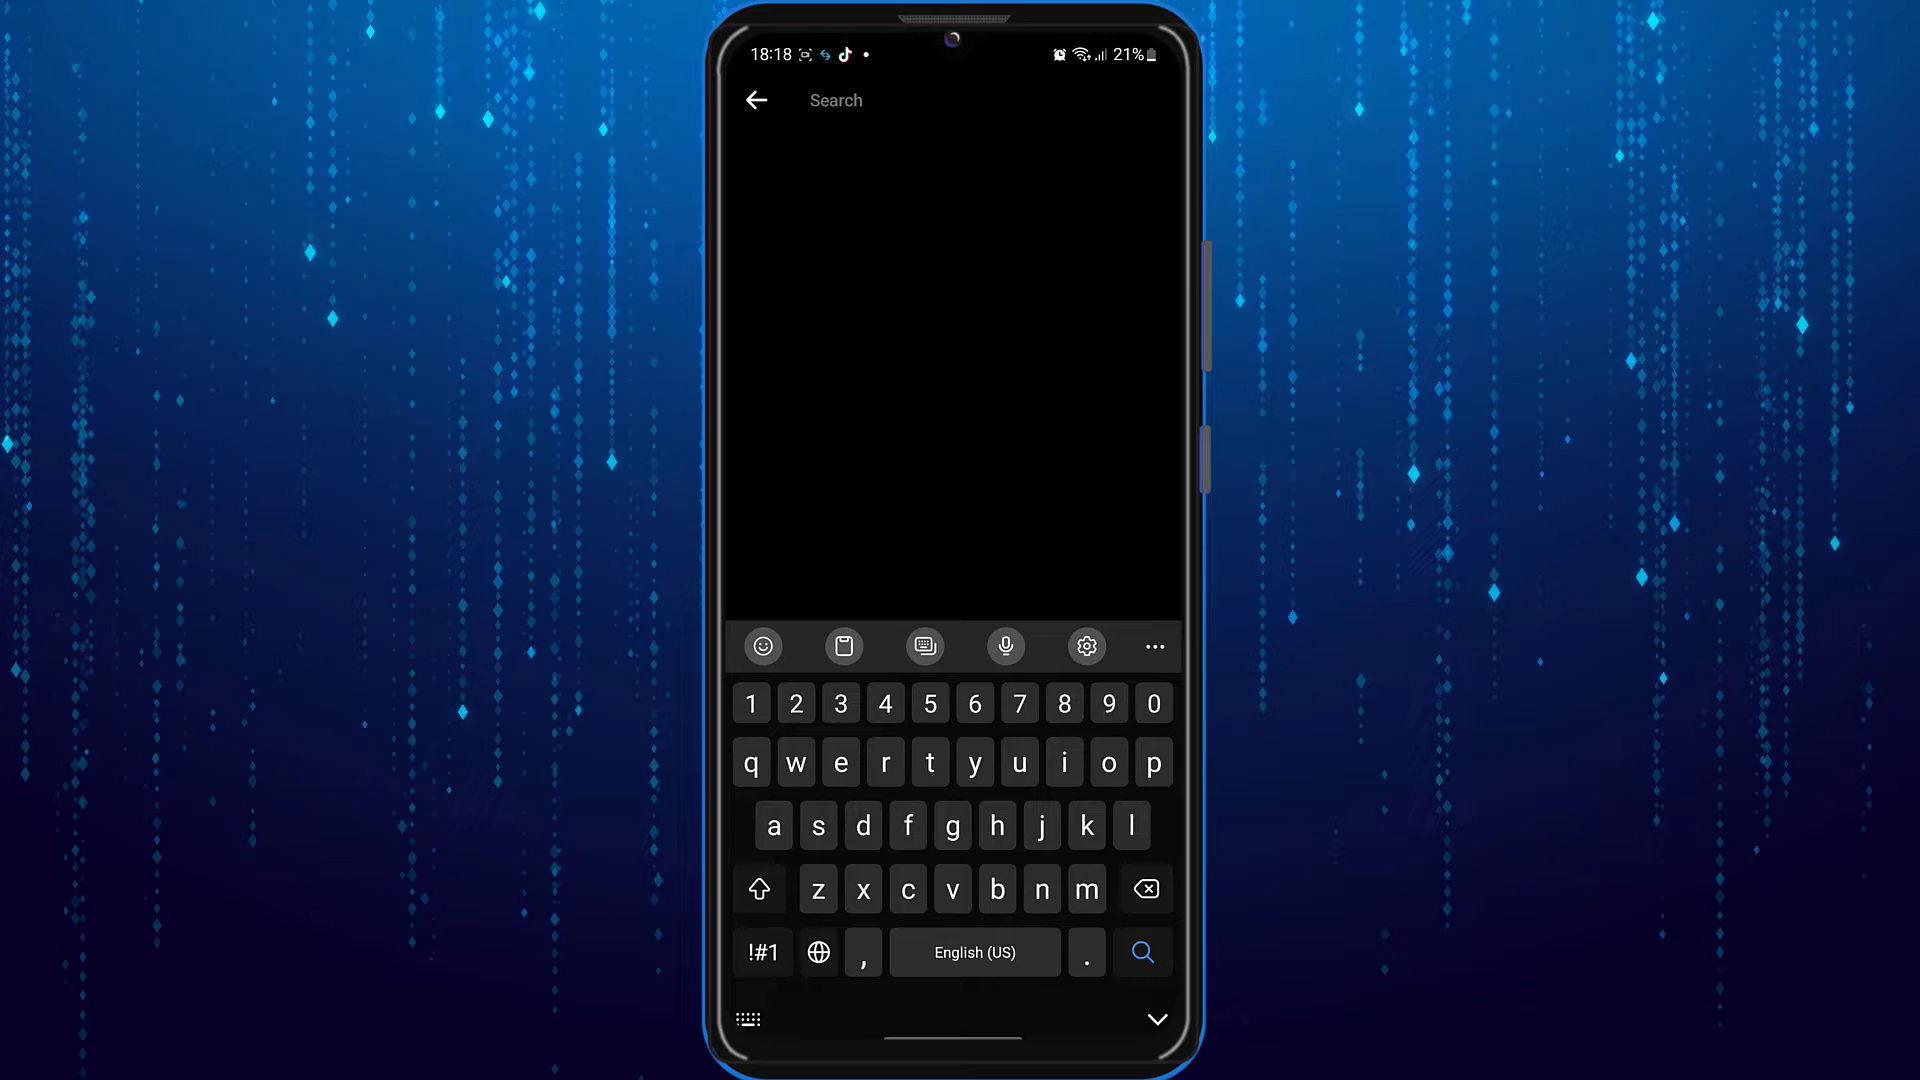 18:18 21%
Search
1 2 3 4 5 6 7 8 9 0
q w e r t y u i o p
a s d f g h j k l
z x c v b n m
!#1 , English (US) .